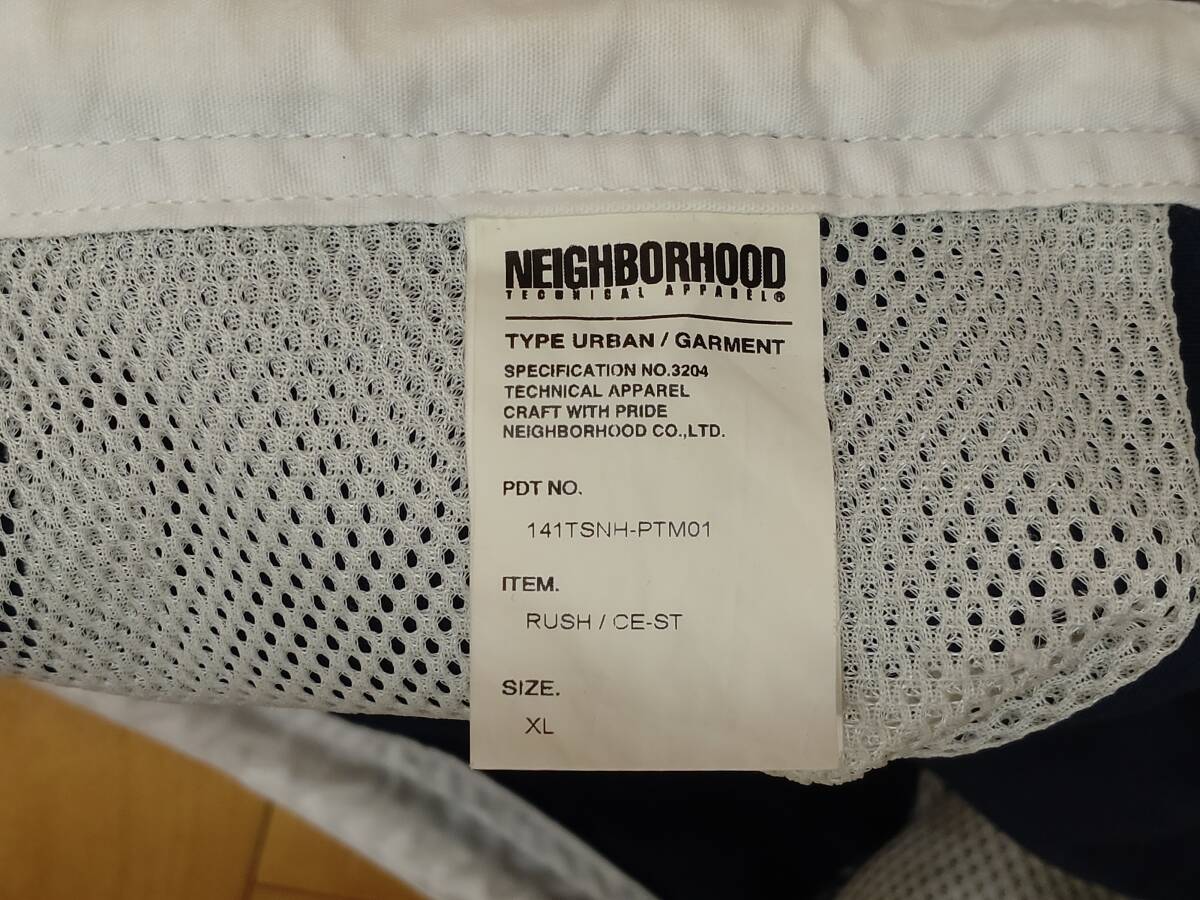 NEIGHBORHOOD
TECHNICAL APPAREL®
TYPE URBAN / GARMENT
SPECIFICATION NO.3204
TECHNICAL APPAREL
CRAFT WITH PRIDE
NEIGHBORHOOD CO.,LTD.
PDT NO.
141TSNH-PTM01
ITEM.
RUSH / CE-ST
SIZE.
XL